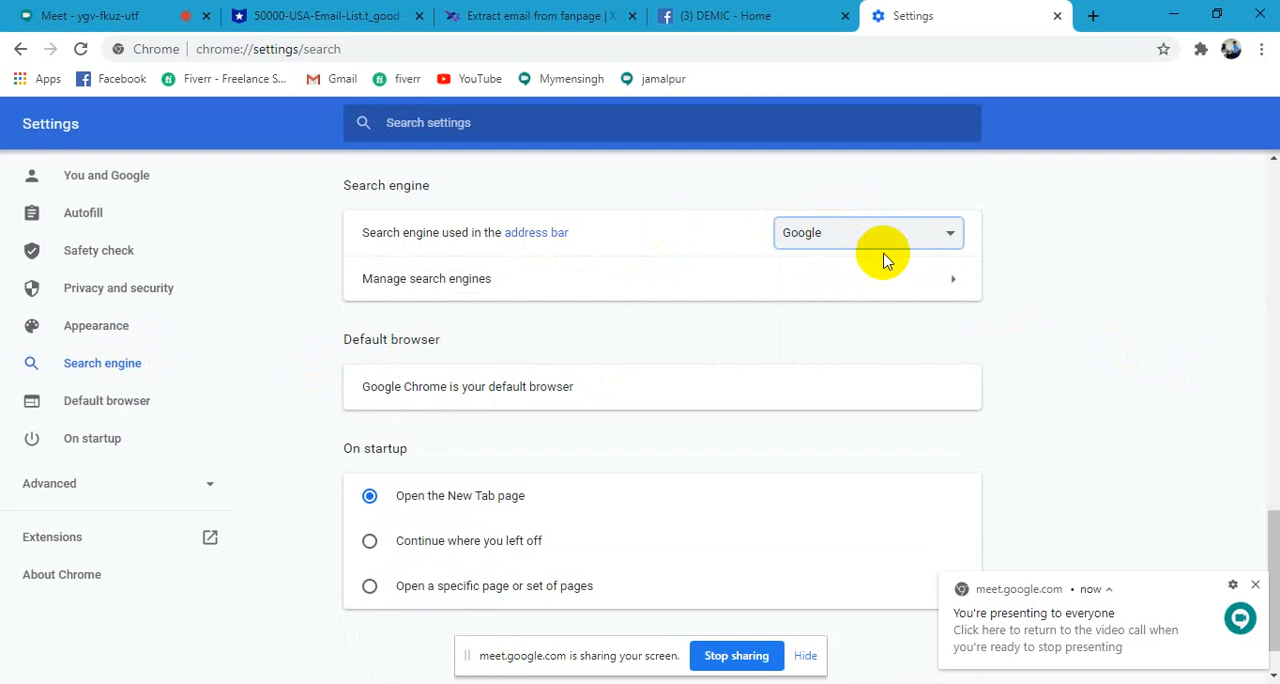 Meet - ygv-fkuz-utf
50000-USA-Email-List.t_good
Extract email from fanpage | X
(3) DEMIC - Home
Settings
Chrome
chrome://settings/search
Apps
Facebook
Fiverr - Freelance S...
Gmail
fiverr
YouTube
Mymensingh
jamalpur
Settings
Search settings
You and Google
Autofill
Safety check
Privacy and security
Appearance
Search engine
Default browser
On startup
Advanced
Extensions
About Chrome
Search engine
Search engine used in the address bar
Google
Manage search engines
Default browser
Google Chrome is your default browser
On startup
Open the New Tab page
Continue where you left off
Open a specific page or set of pages
meet.google.com • now
You're presenting to everyone
Click here to return to the video call when
you're ready to stop presenting
meet.google.com is sharing your screen.
Stop sharing
Hide